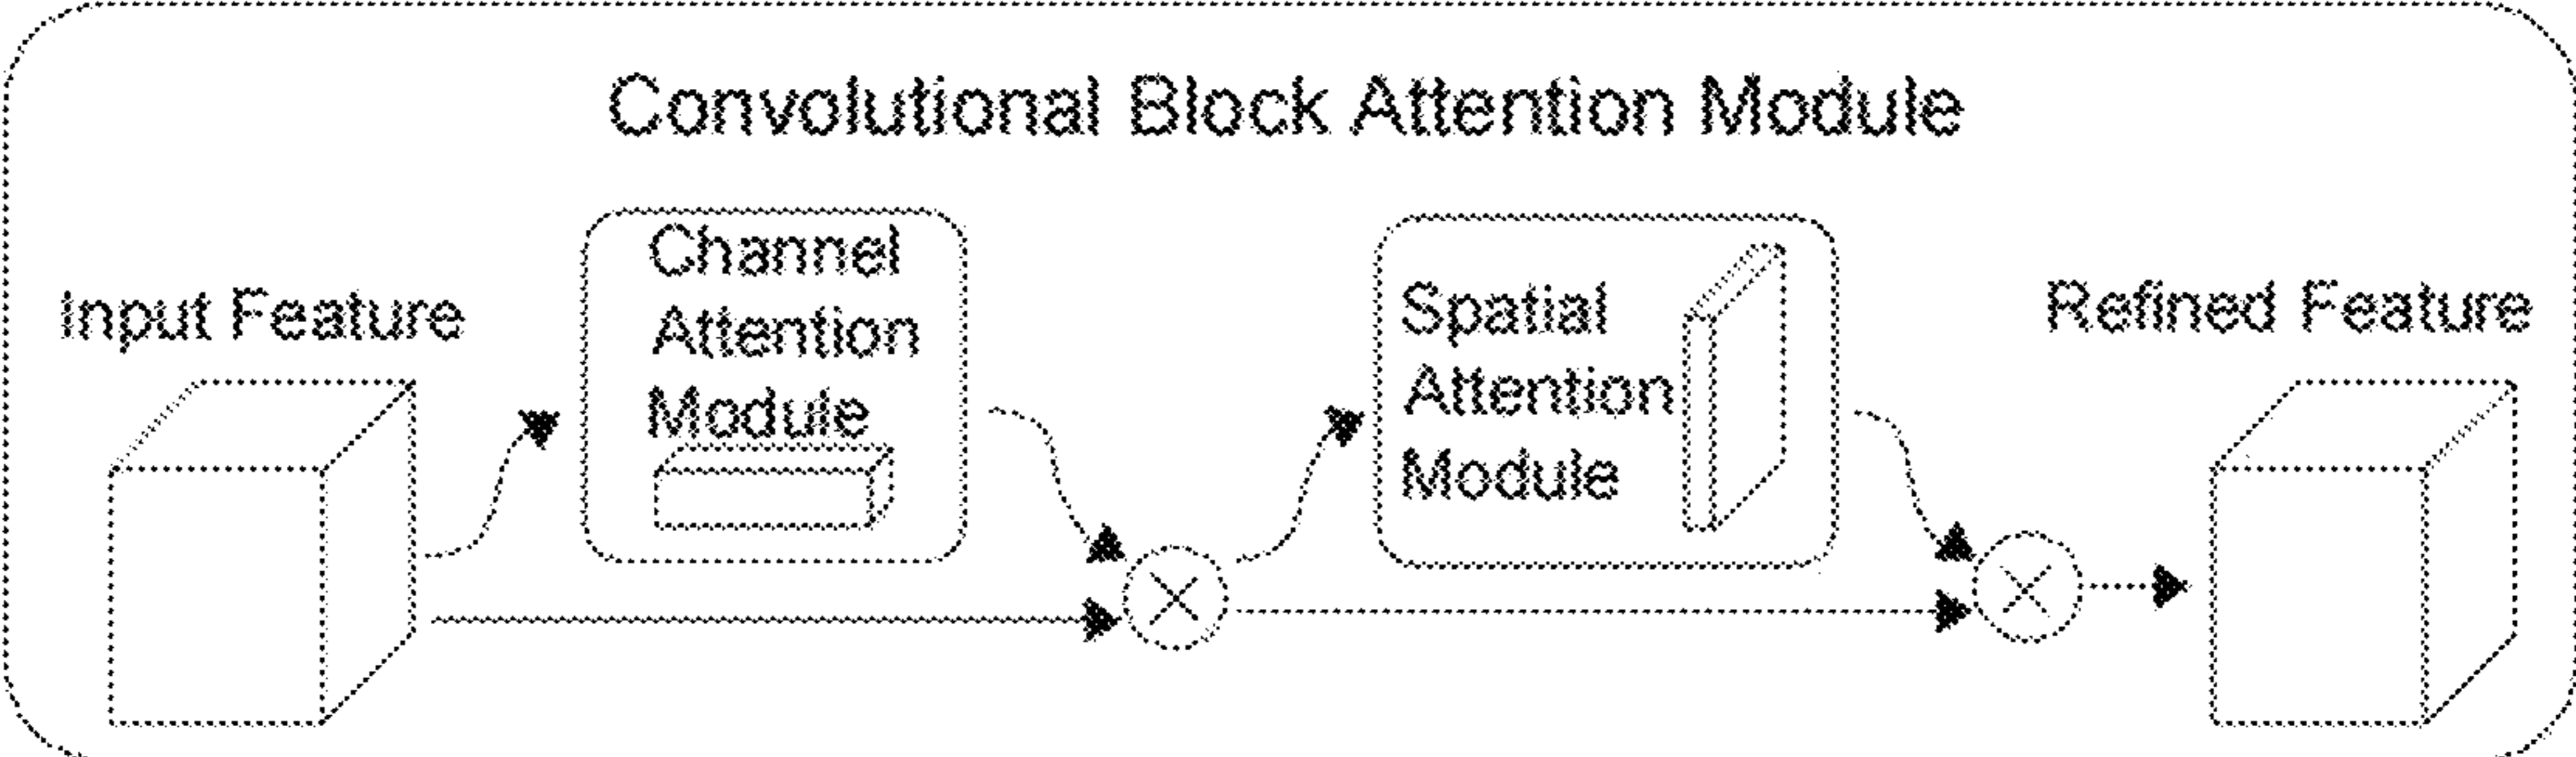 Convolutional Block Attention Module
Input Feature
Channel
Attention
Module
Spatial
Attention
Module
Refined Feature